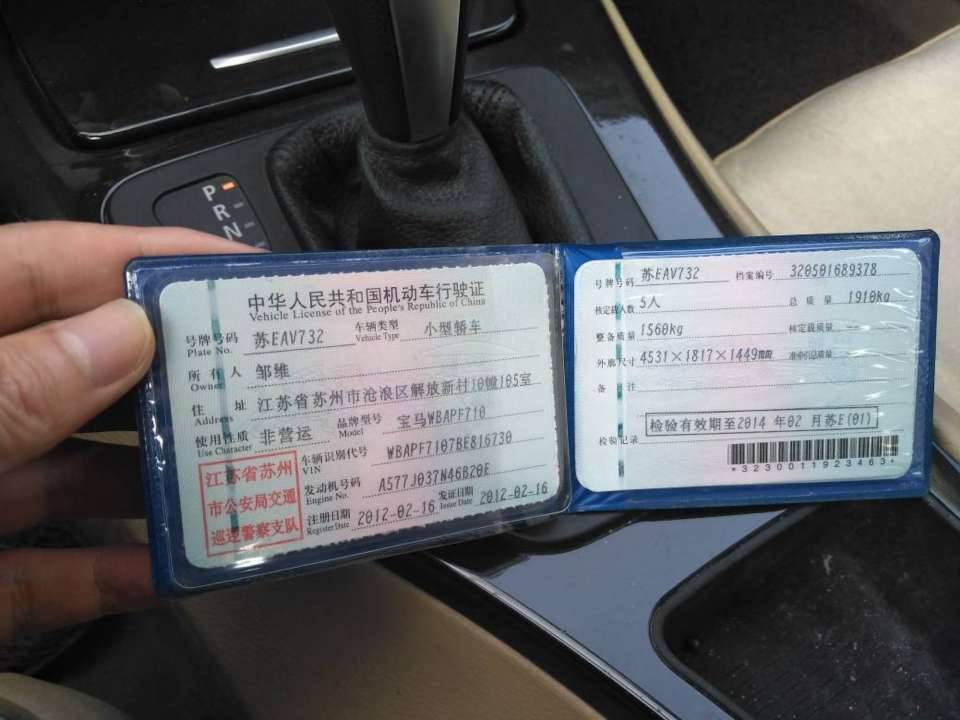 P
R
N
中华人民共和国机动车行驶证
Vehicle License of the People's Republic of China
号牌号码 苏EAV732 车辆类型 小型轿车
Plate No. Vehicle Type
所有人 邹维
Owner
住址 江苏省苏州市沧浪区解放新村10幢105室
Address
使用性质 非营运 品牌型号 宝马WBAPF710
Use Character Model
车辆识别代号 WBAPF7107BE816730
VIN
发动机号码 A577J037N46B20E
Engine No.
注册日期 2012-02-16 发证日期 2012-02-16
Register Date Issue Date
江苏省苏州
市公安局交通
巡逻警察支队
号牌号码 苏EAV732 档案编号 320501689378
核定载人数 5人 总质量 1910kg
整备质量 1560kg 核定载质量
外廓尺寸 4531×1817×1449mm 准牵引总质量
备注
检验有效期至2014年02月苏E(01)
检验记录
*3230011923463*